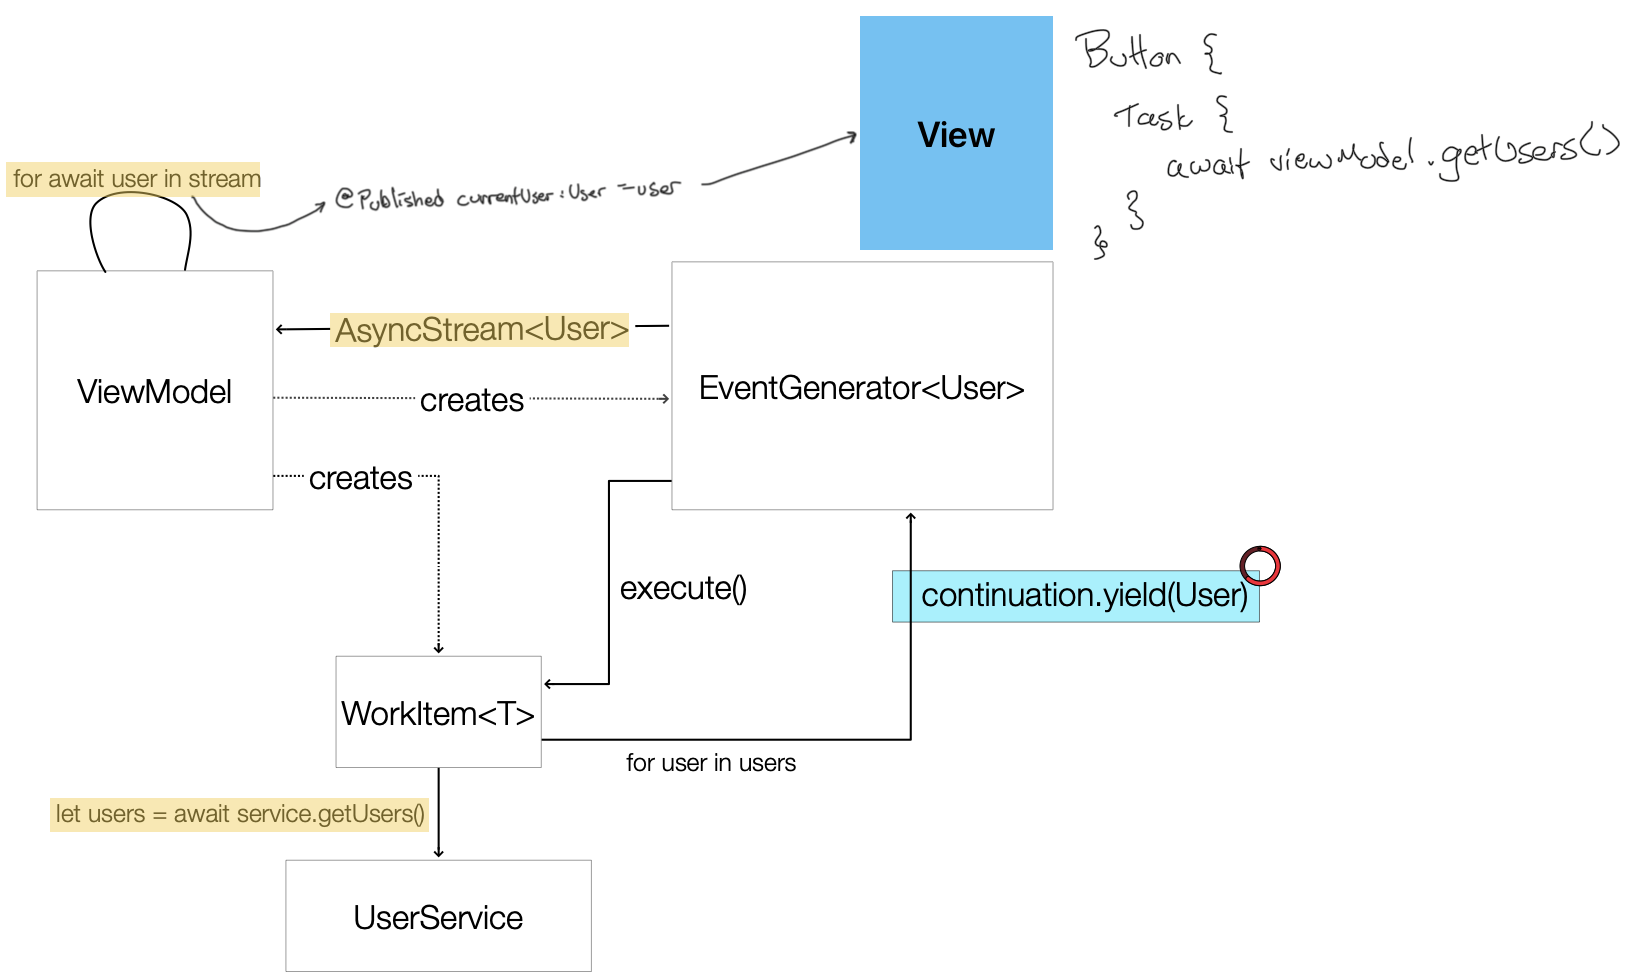 View
Button {
Task {
await viewModel.getUsers()
}
}
for await user in stream
@Published currentUser: User = user
AsyncStream<User>
ViewModel
creates
EventGenerator<User>
creates
execute()
continuation.yield(User)
WorkItem<T>
for user in users
let users = await service.getUsers()
UserService